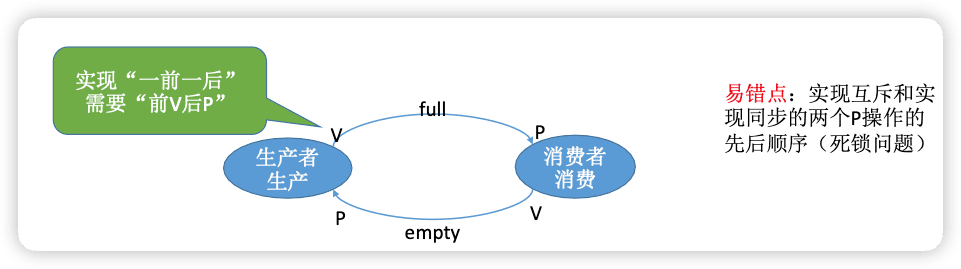 实现“一前一后”
需要“前V后P”
full
V
P
生产者
生产
消费者
消费
P
V
empty
易错点：实现互斥和实
现同步的两个P操作的
先后顺序（死锁问题）